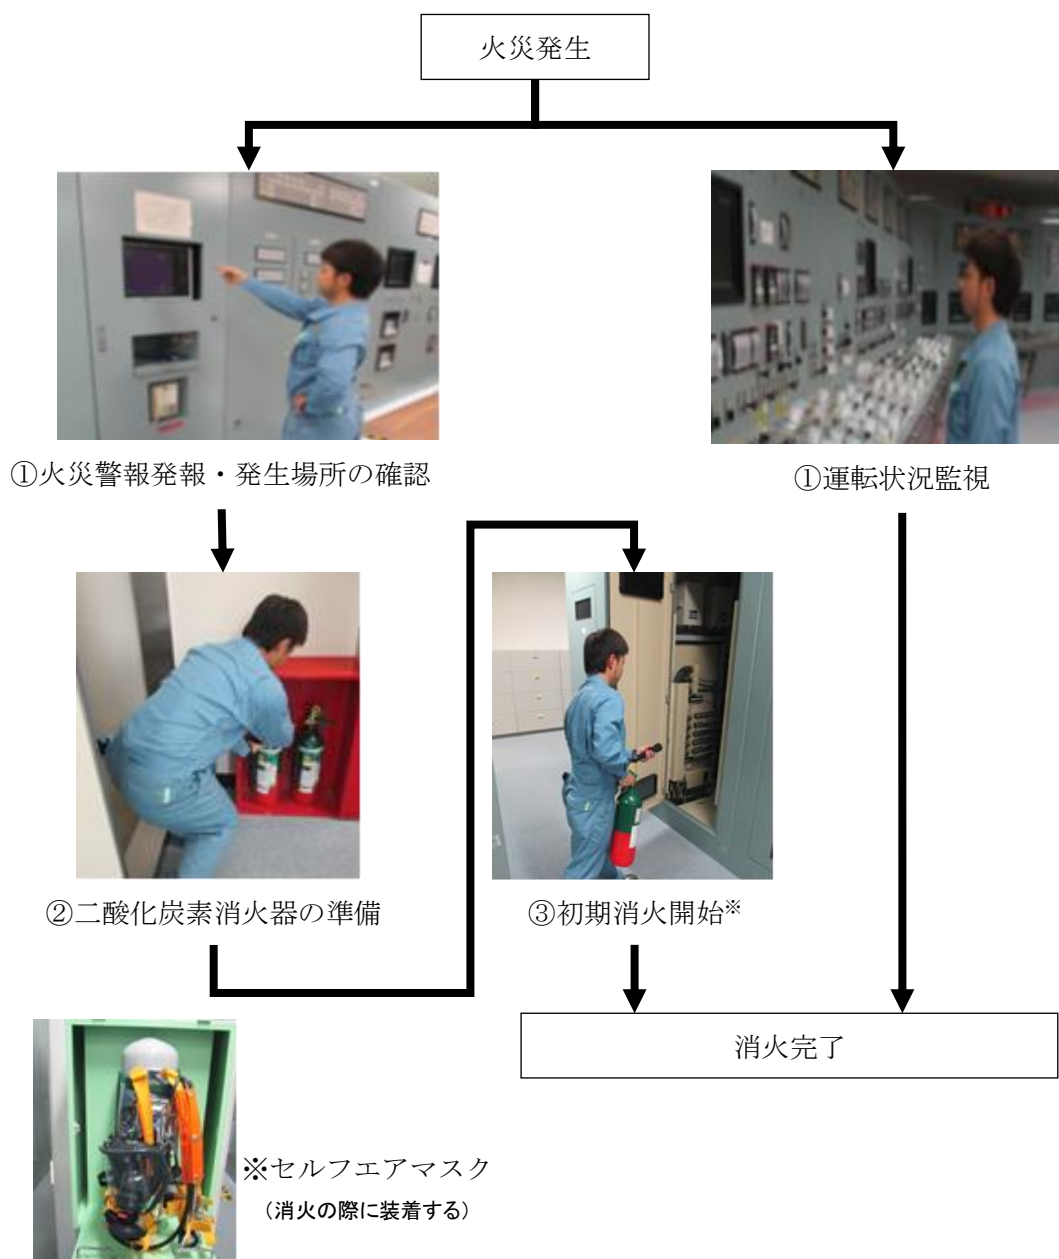 火災発生
①火災警報発報・発生場所の確認
①運転状況監視
②二酸化炭素消火器の準備
③初期消火開始※
消火完了
※セルフエアマスク
（消火の際に装着する）